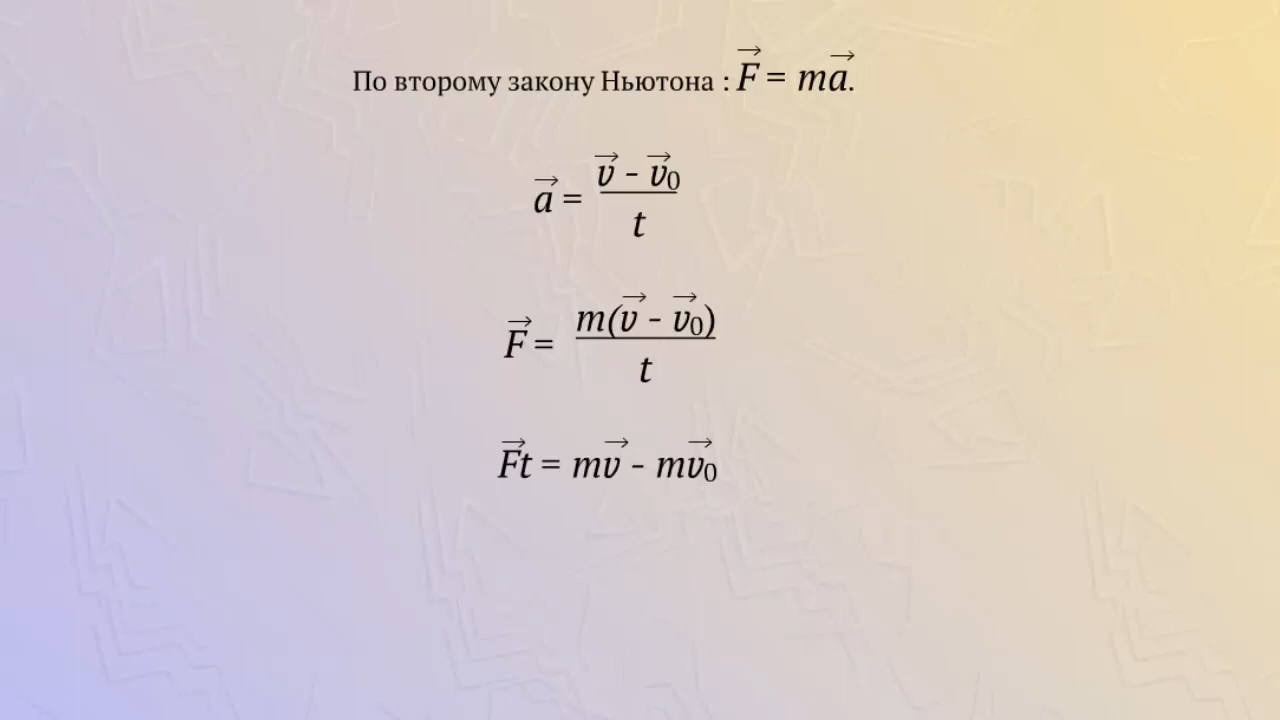 По второму закону Ньютона : F⃗ = ma⃗.
a⃗ = (v⃗ - v⃗₀) / t
F⃗ = m(v⃗ - v⃗₀) / t
F⃗t = mv⃗ - mv⃗₀